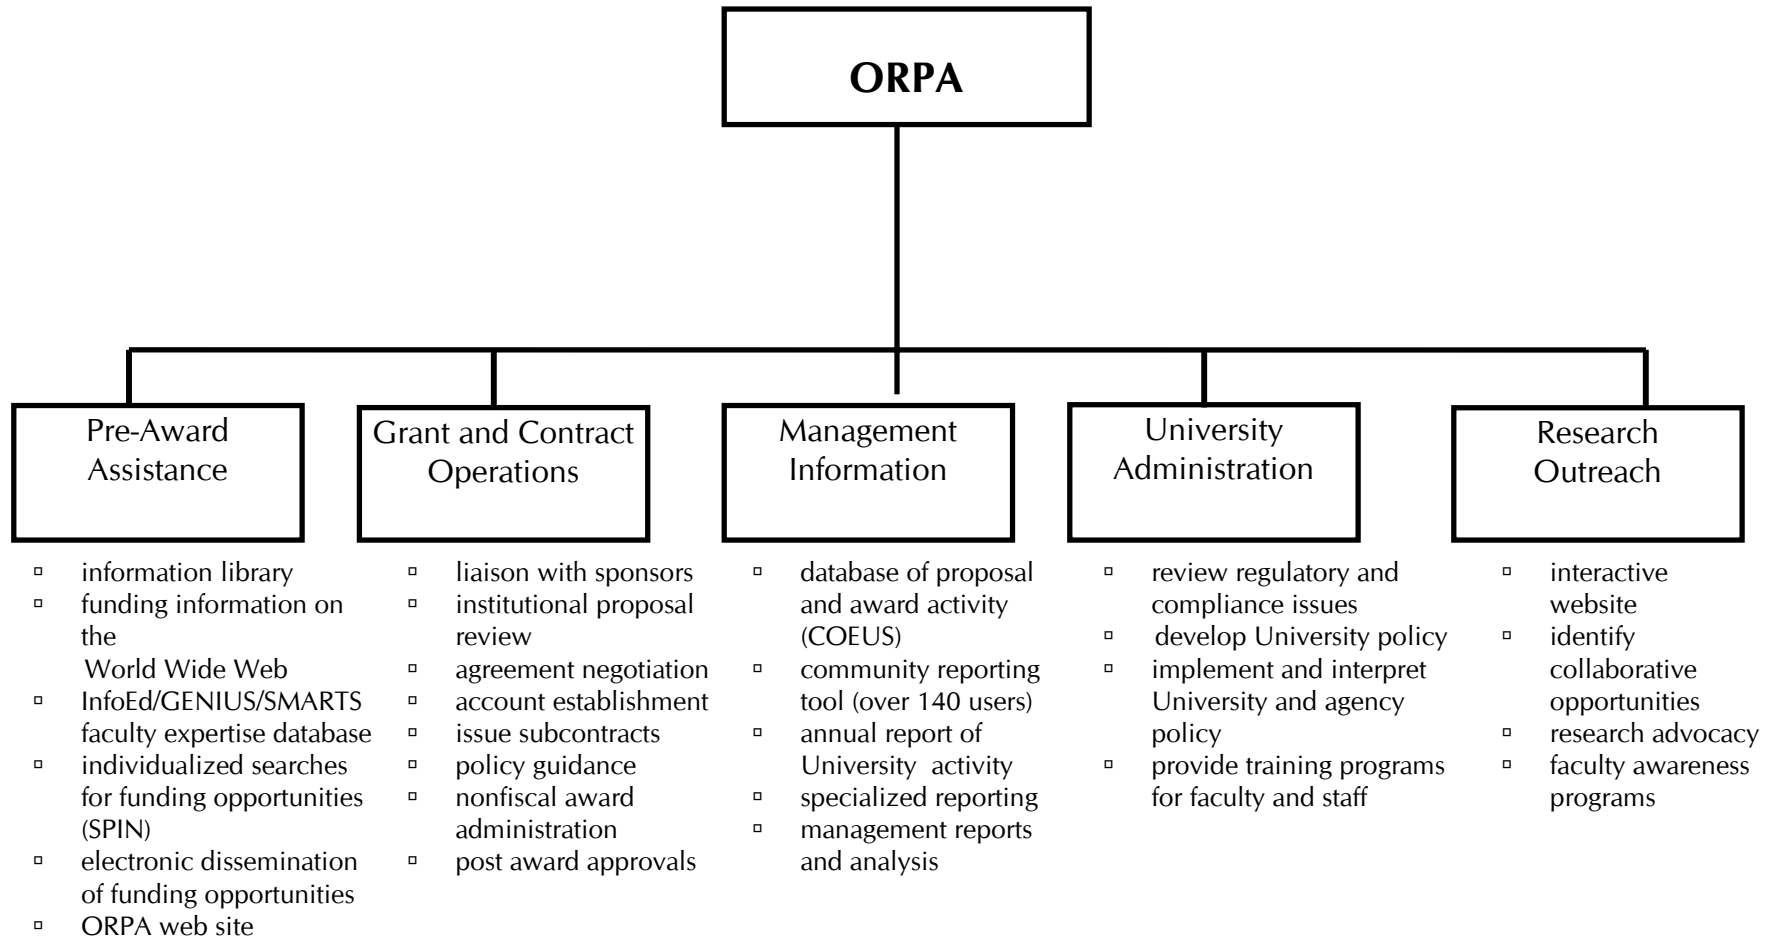 ORPA
Pre-Award
Assistance
▫ information library
▫ funding information on
the
World Wide Web
▫ InfoEd/GENIUS/SMARTS
faculty expertise database
▫ individualized searches
for funding opportunities
(SPIN)
▫ electronic dissemination
of funding opportunities
▫ ORPA web site
Grant and Contract
Operations
▫ liaison with sponsors
▫ institutional proposal
review
▫ agreement negotiation
▫ account establishment
▫ issue subcontracts
▫ policy guidance
▫ nonfiscal award
administration
▫ post award approvals
Management
Information
▫ database of proposal
and award activity
(COEUS)
▫ community reporting
tool (over 140 users)
▫ annual report of
University activity
▫ specialized reporting
▫ management reports
and analysis
University
Administration
▫ review regulatory and
compliance issues
▫ develop University policy
▫ implement and interpret
University and agency
policy
▫ provide training programs
for faculty and staff
Research
Outreach
▫ interactive
website
▫ identify
collaborative
opportunities
▫ research advocacy
▫ faculty awareness
programs